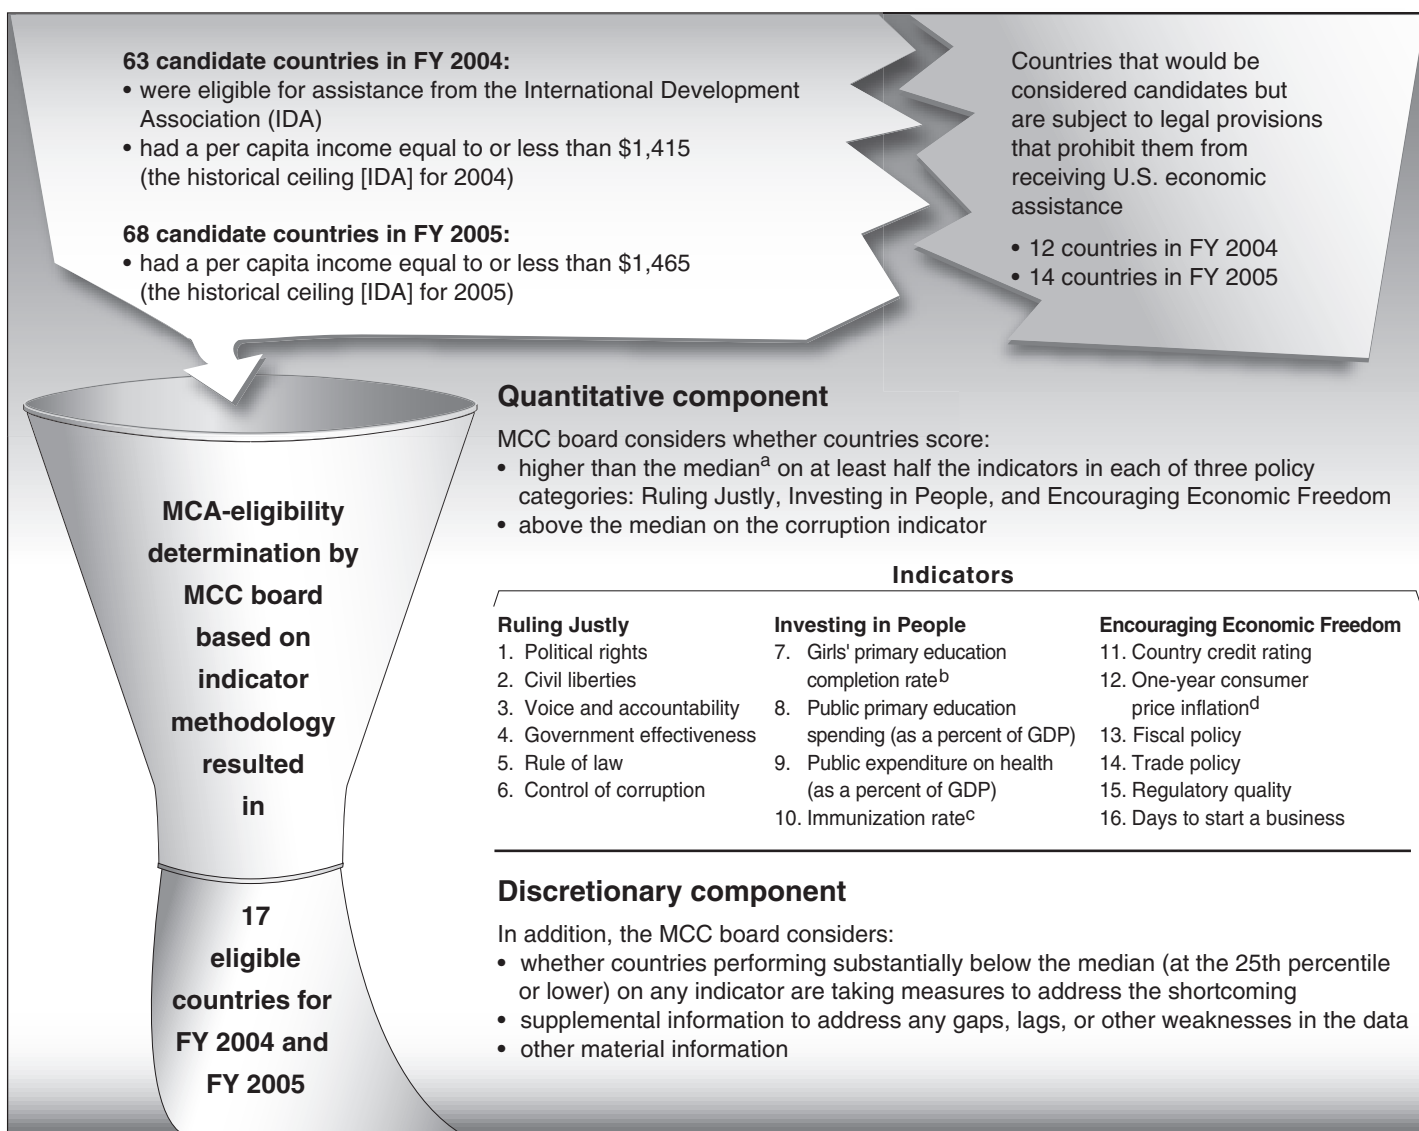 63 candidate countries in FY 2004:
• were eligible for assistance from the International Development
Association (IDA)
• had a per capita income equal to or less than $1,415
(the historical ceiling [IDA] for 2004)
68 candidate countries in FY 2005:
• had a per capita income equal to or less than $1,465
(the historical ceiling [IDA] for 2005)
Countries that would be
considered candidates but
are subject to legal provisions
that prohibit them from
receiving U.S. economic
assistance
• 12 countries in FY 2004
• 14 countries in FY 2005
MCA-eligibility
determination by
MCC board
based on
indicator
methodology
resulted
in
17
eligible
countries for
FY 2004 and
FY 2005
Quantitative component
MCC board considers whether countries score:
• higher than the medianᵃ on at least half the indicators in each of three policy
categories: Ruling Justly, Investing in People, and Encouraging Economic Freedom
• above the median on the corruption indicator
Indicators
Ruling Justly
1. Political rights
2. Civil liberties
3. Voice and accountability
4. Government effectiveness
5. Rule of law
6. Control of corruption
Investing in People
7. Girls' primary education
completion rateᵇ
8. Public primary education
spending (as a percent of GDP)
9. Public expenditure on health
(as a percent of GDP)
10. Immunization rateᶜ
Encouraging Economic Freedom
11. Country credit rating
12. One-year consumer
price inflationᵈ
13. Fiscal policy
14. Trade policy
15. Regulatory quality
16. Days to start a business
Discretionary component
In addition, the MCC board considers:
• whether countries performing substantially below the median (at the 25th percentile
or lower) on any indicator are taking measures to address the shortcoming
• supplemental information to address any gaps, lags, or other weaknesses in the data
• other material information